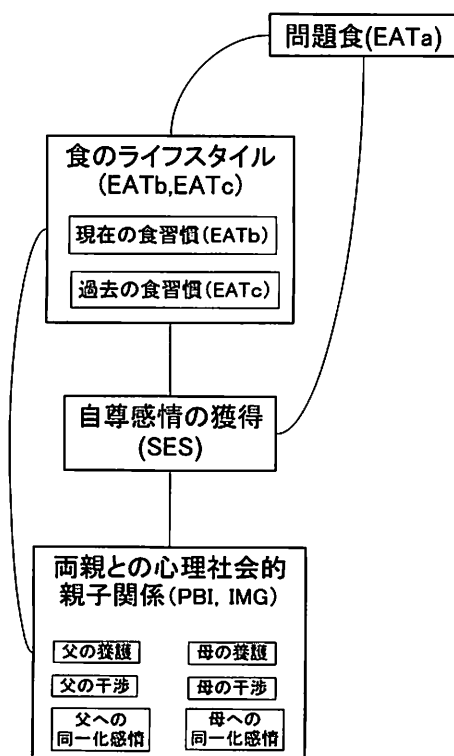 問題食(EATa)
食のライフスタイル
(EATb,EATc)
現在の食習慣(EATb)
過去の食習慣(EATc)
自尊感情の獲得
(SES)
両親との心理社会的
親子関係(PBI, IMG)
父の養護
母の養護
父の干渉
母の干渉
父への
同一化感情
母への
同一化感情